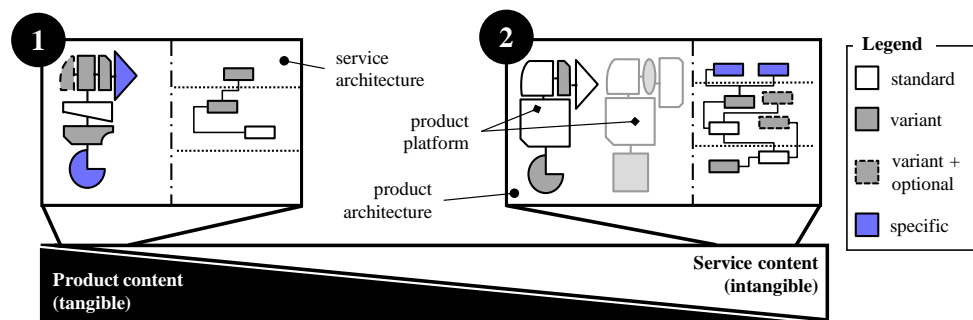 1
service
architecture
product
platform
product
architecture
2
Legend
standard
variant
variant +
optional
specific
Product content
(tangible)
Service content
(intangible)